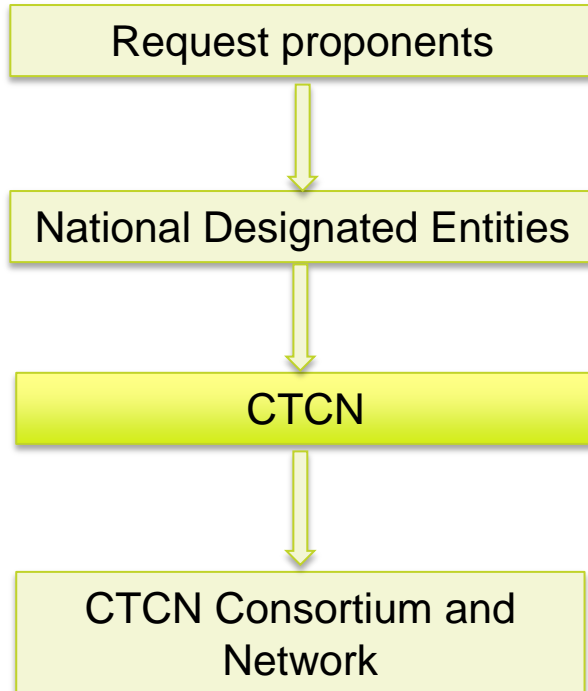 Request proponents
National Designated Entities
CTCN
CTCN Consortium and
Network